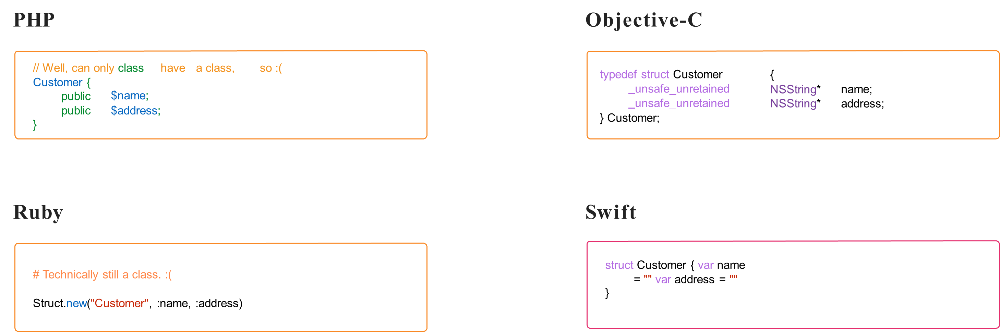 PHP
// Well, can only class have a class, so :(
Customer {
public $name;
public $address;
}
Objective-C
typedef struct Customer {
_unsafe_unretained NSString* name;
_unsafe_unretained NSString* address;
} Customer;
Ruby
# Technically still a class. :(
Struct.new("Customer", :name, :address)
Swift
struct Customer { var name
= "" var address = ""
}